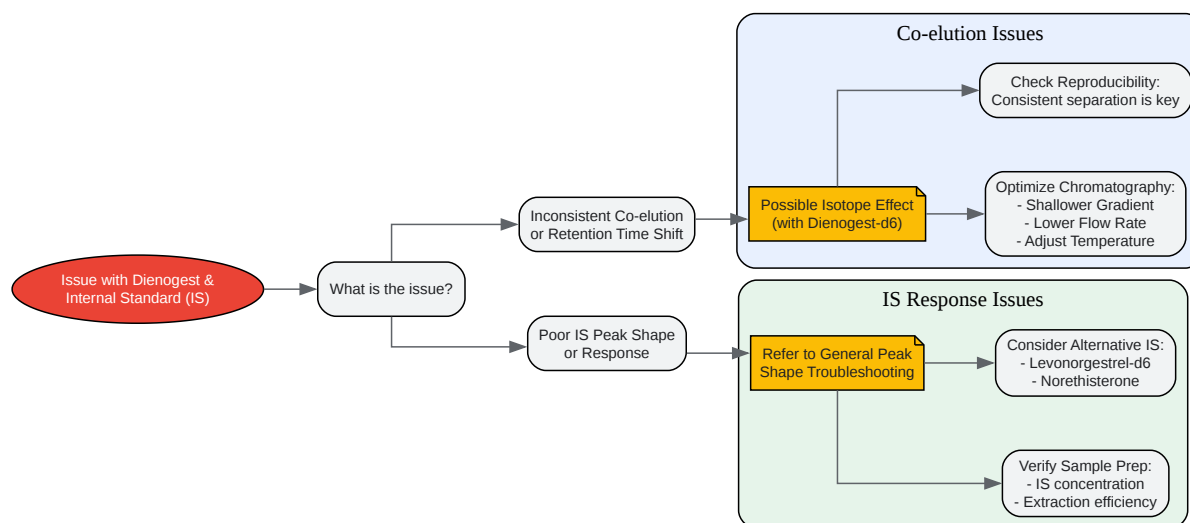 Co-elution Issues
Check Reproducibility:
Consistent separation is key
Possible Isotope Effect
(with Dienogest-d6)
Optimize Chromatography:
- Shallower Gradient
- Lower Flow Rate
- Adjust Temperature
Inconsistent Co-elution
or Retention Time Shift
Issue with Dienogest &
Internal Standard (IS)
What is the issue?
Poor IS Peak Shape
or Response
IS Response Issues
Refer to General Peak
Shape Troubleshooting
Consider Alternative IS:
- Levonorgestrel-d6
- Norethisterone
Verify Sample Prep:
- IS concentration
- Extraction efficiency